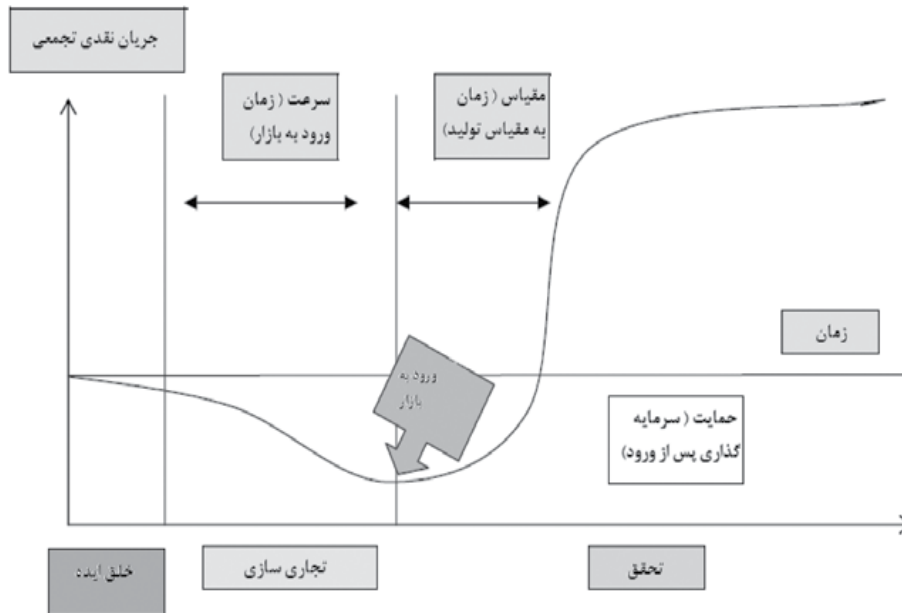 جریان نقدی تجمعی
سرعت ( زمان
ورود به بازار)
مقیاس ( زمان
به مقیاس تولید)
زمان
ورود به
بازار
حمایت ( سرمایه
گذاری پس از ورود)
خلق ایده
تجاری سازی
تحقق